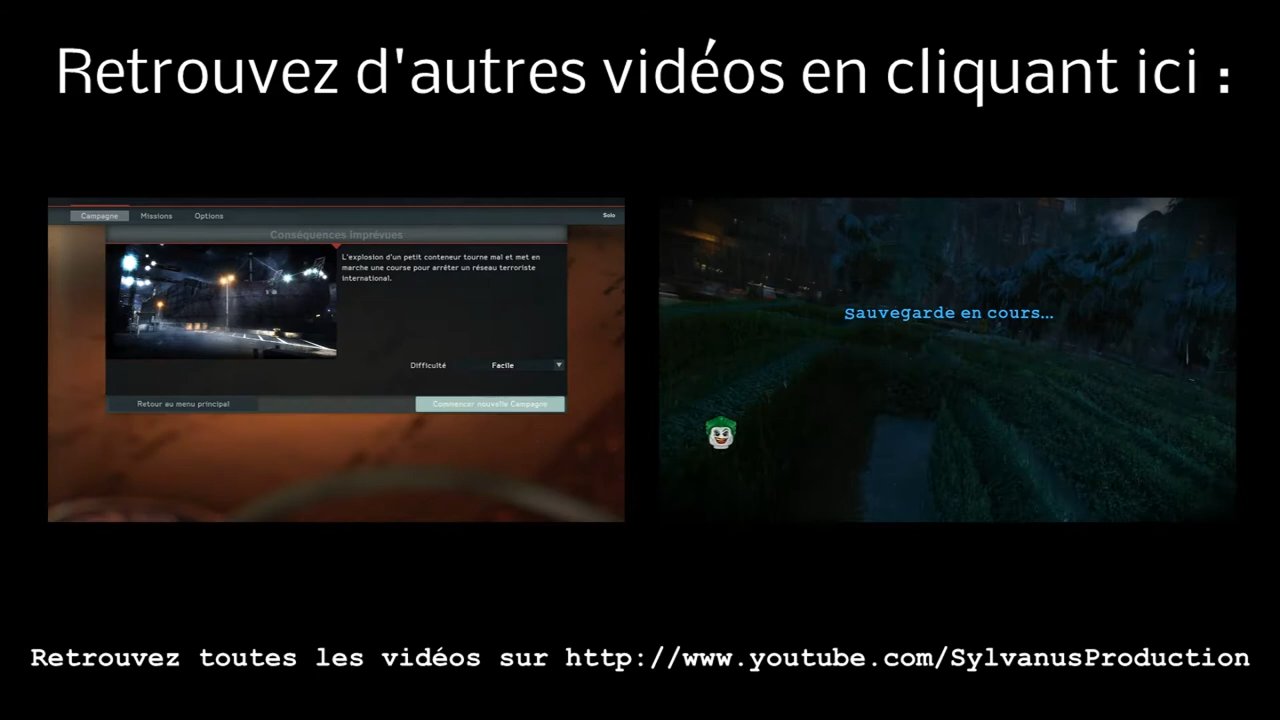 Retrouvez d'autres vidéos en cliquant ici :
Campagne Missions Options Solo
Conséquences imprévues
L'explosion d'un petit conteneur tourne mal et met en
marche une course pour arrêter un réseau terroriste
international.
Difficulté Facile
Retour au menu principal Commencer nouvelle Campagne
Sauvegarde en cours...
Retrouvez toutes les vidéos sur http://www.youtube.com/SylvanusProduction